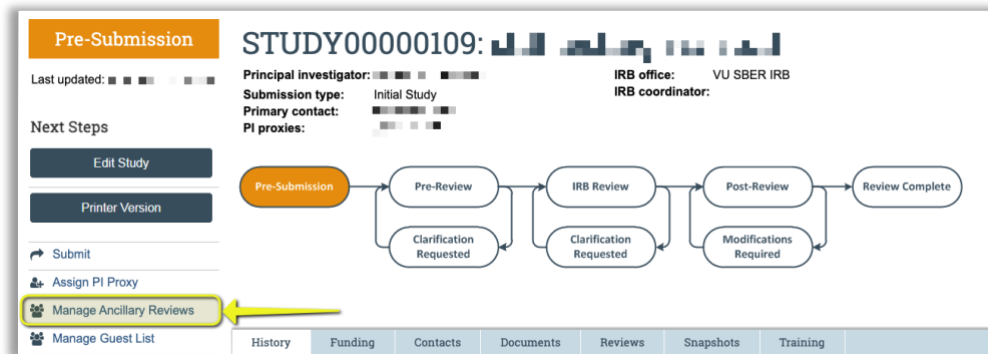 Pre-Submission
Last updated:
Next Steps
Edit Study
Printer Version
Submit
Assign PI Proxy
Manage Ancillary Reviews
Manage Guest List
STUDY00000109:
Principal investigator:
Submission type: Initial Study
Primary contact:
PI proxies:
IRB office: VU SBER IRB
IRB coordinator:
Pre-Submission
Pre-Review
IRB Review
Post-Review
Review Complete
Clarification
Requested
Clarification
Requested
Modifications
Required
History Funding Contacts Documents Reviews Snapshots Training